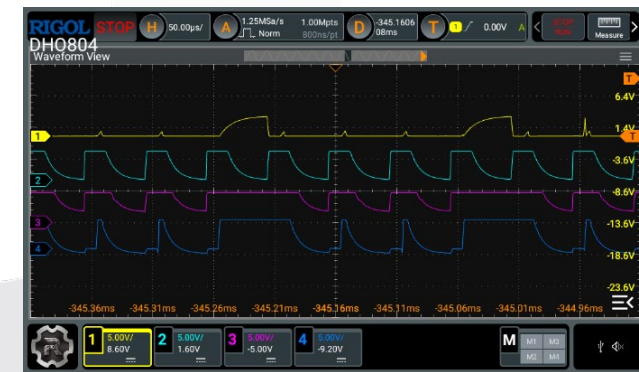 RIGOL STOP H 50.00µs/ A 1.25MSa/s 1.00Mpts D -345.1606 T 1 0.00V A STOP
Norm 800ns/pt 08ms RUN Measure
DHO804
Waveform View
T
6.4V
1 1.4V T
-3.6V
2 -8.6V
3 -13.6V
4 -18.6V
-23.6V
-345.36ms -345.31ms -345.26ms -345.21ms -345.16ms -345.11ms -345.06ms -345.01ms -344.96ms
1 5.00V/ 2 5.00V/ 3 5.00V/ 4 5.00V/ M M1 M3
8.60V 1.60V -5.00V -9.20V M2 M4